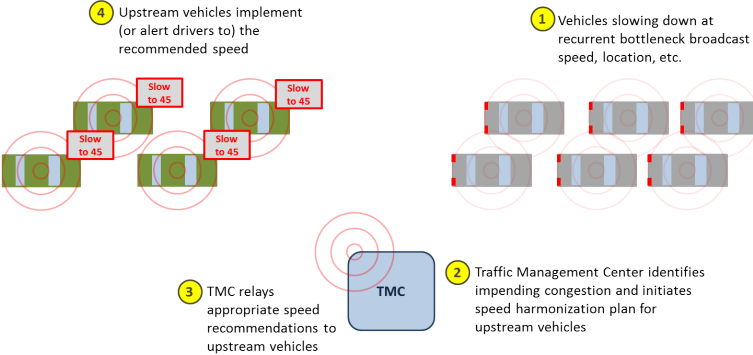 4
Upstream vehicles implement
(or alert drivers to) the
recommended speed
1
Vehicles slowing down at
recurrent bottleneck broadcast
speed, location, etc.
Slow
to 45
Slow
to 45
Slow
to 45
Slow
to 45
3
TMC relays
appropriate speed
recommendations to
upstream vehicles
TMC
2
Traffic Management Center identifies
impending congestion and initiates
speed harmonization plan for
upstream vehicles